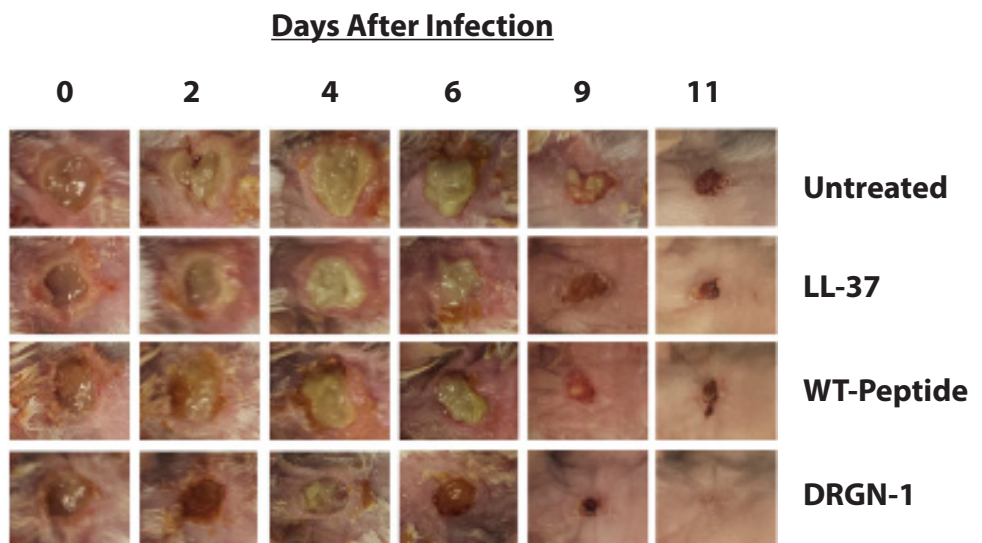 Days After Infection
0 2 4 6 9 11
Untreated
LL-37
WT-Peptide
DRGN-1